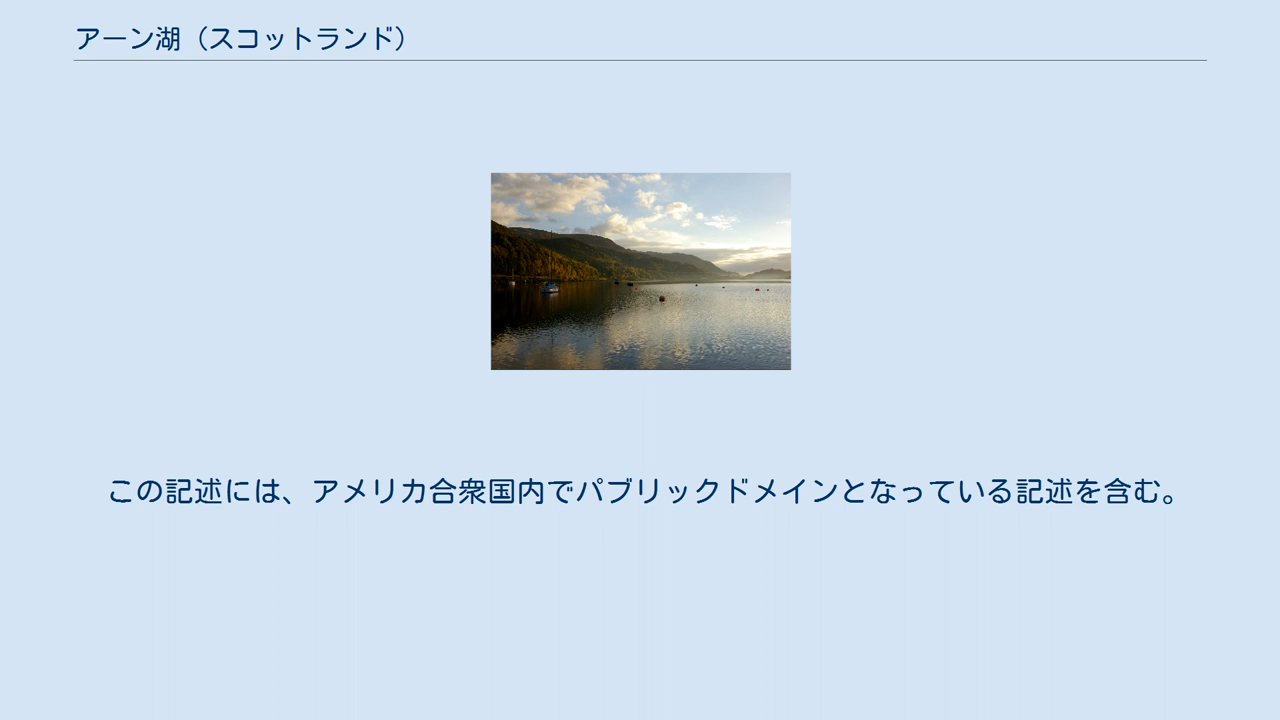 アーン湖（スコットランド）
この記述には、アメリカ合衆国内でパブリックドメインとなっている記述を含む。